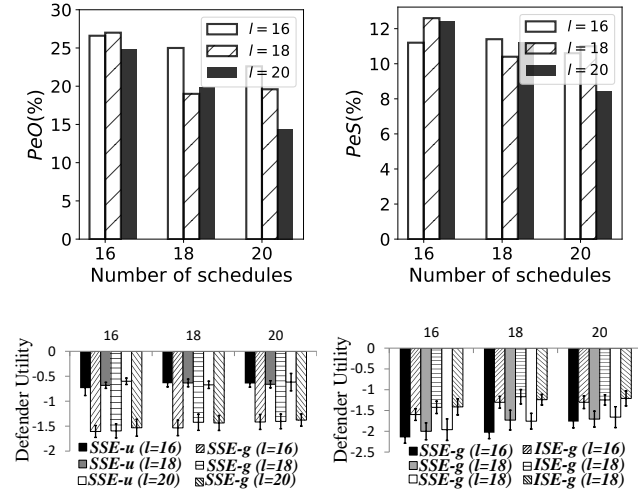 30
25
20
15
10
5
0
PeO(%)
l = 16
l = 18
l = 20
16 18 20
Number of schedules
12
10
8
6
4
2
0
PeS(%)
l = 16
l = 18
l = 20
16 18 20
Number of schedules
16 18 20
0
-0.5
-1
-1.5
-2
Defender Utility
SSE-u (l=16) SSE-g (l=16)
SSE-u (l=18) SSE-g (l=18)
SSE-u (l=20) SSE-g (l=20)
16 18 20
0
-0.5
-1
-1.5
-2
-2.5
Defender Utility
SSE-g (l=16) ISE-g (l=16)
SSE-g (l=18) ISE-g (l=18)
SSE-g (l=18) ISE-g (l=18)